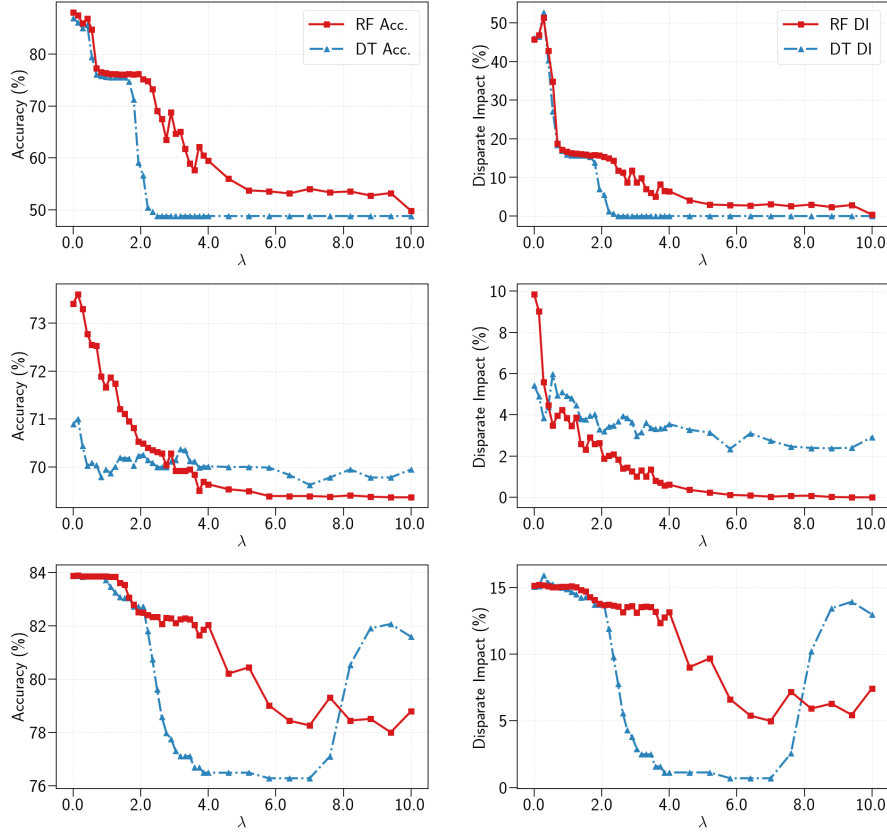 RF Acc.
DT Acc.
Accuracy (%)
80
70
60
50
0.0 2.0 4.0 6.0 8.0 10.0
λ
RF DI
DT DI
Disparate Impact (%)
50
40
30
20
10
0
0.0 2.0 4.0 6.0 8.0 10.0
λ
Accuracy (%)
73
72
71
70
0.0 2.0 4.0 6.0 8.0 10.0
λ
Disparate Impact (%)
10
8
6
4
2
0
0.0 2.0 4.0 6.0 8.0 10.0
λ
Accuracy (%)
84
82
80
78
76
0.0 2.0 4.0 6.0 8.0 10.0
λ
Disparate Impact (%)
15
10
5
0
0.0 2.0 4.0 6.0 8.0 10.0
λ